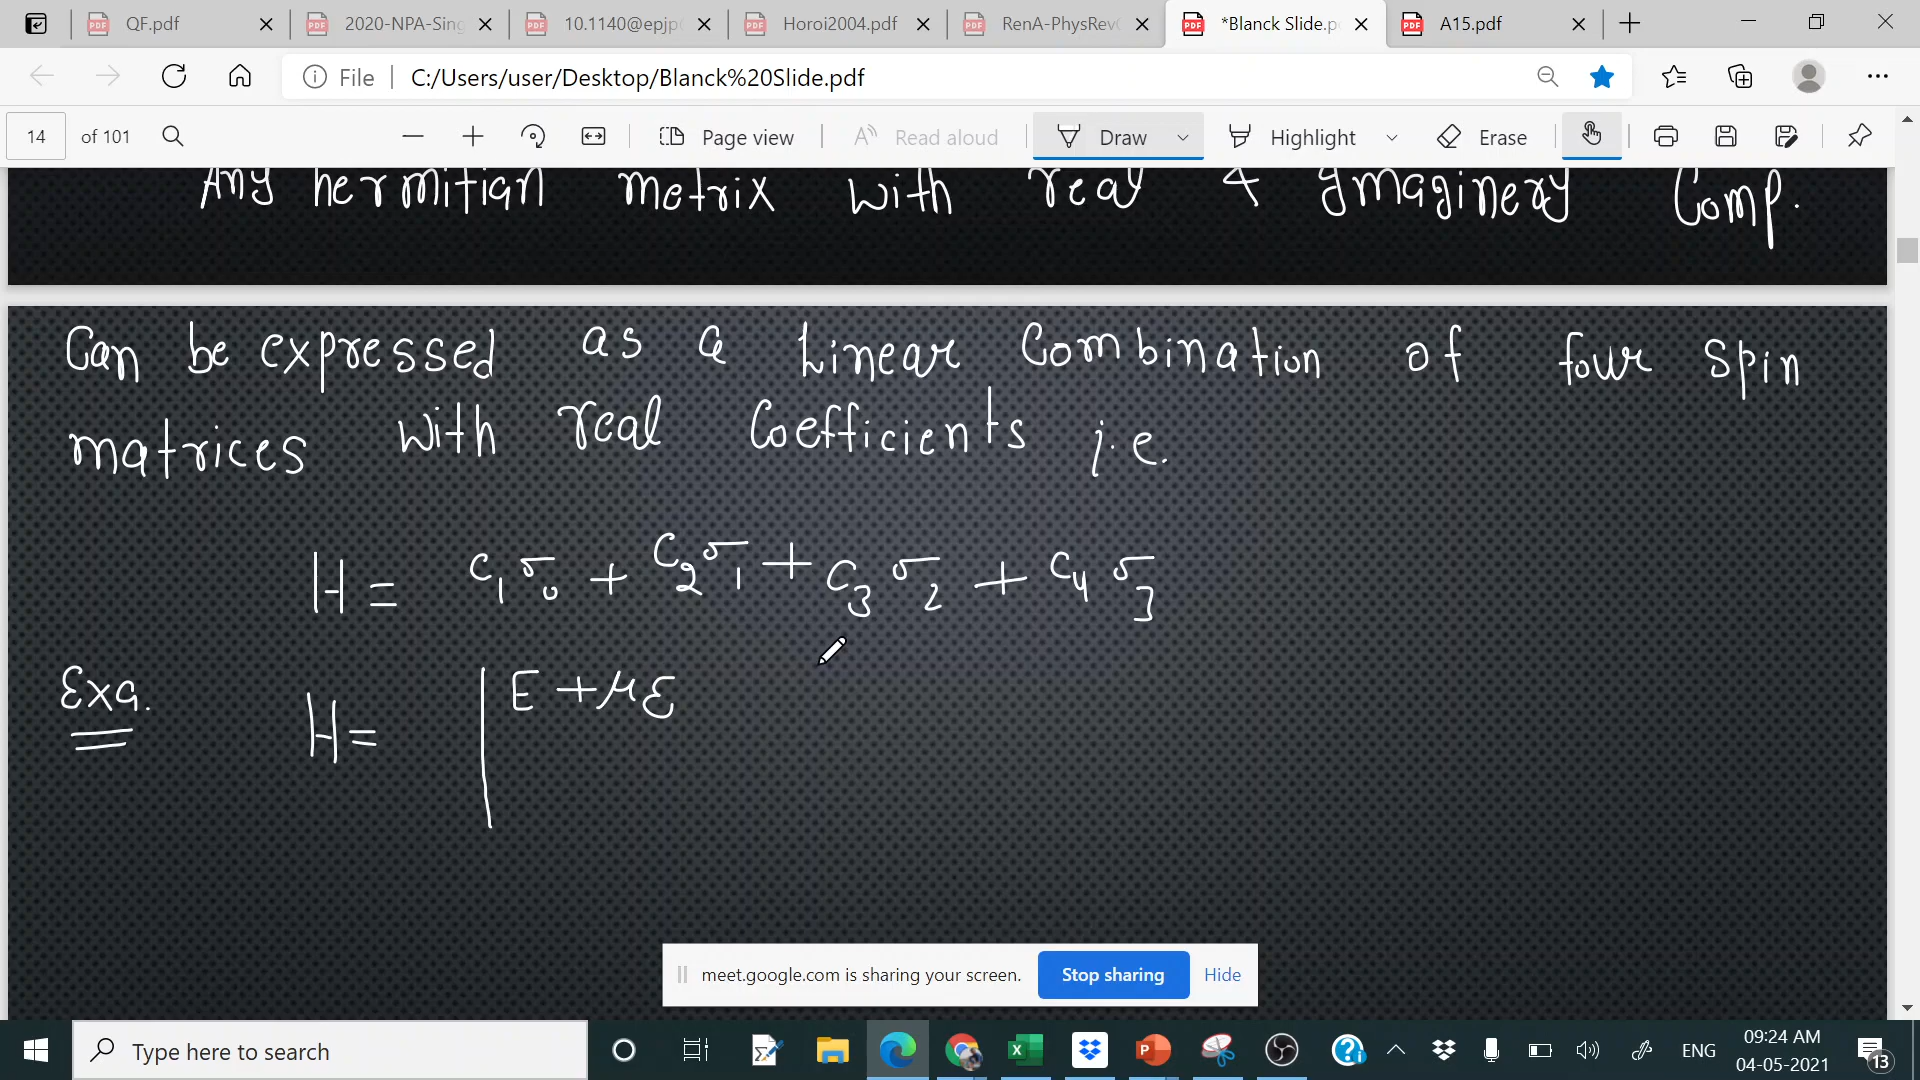 QF.pdf
2020-NPA-Sing
10.1140@epjp
Horoi2004.pdf
RenA-PhysRev
*Blanck Slide.p
A15.pdf
File
C:/Users/user/Desktop/Blanck%20Slide.pdf
14 of 101
Page view
Read aloud
Draw
Highlight
Erase
Any hermitian metrix with real & Imaginery Comp.
Can be expressed as a Linear Combination of four spin
matrices with real Coefficients i.e.
H = C₁σ₀ + C₂σ₁ + C₃σ₂ + C₄σ₃
Exa. H = | E + με
meet.google.com is sharing your screen.
Stop sharing
Hide
Type here to search
ENG
09:24 AM
04-05-2021
13